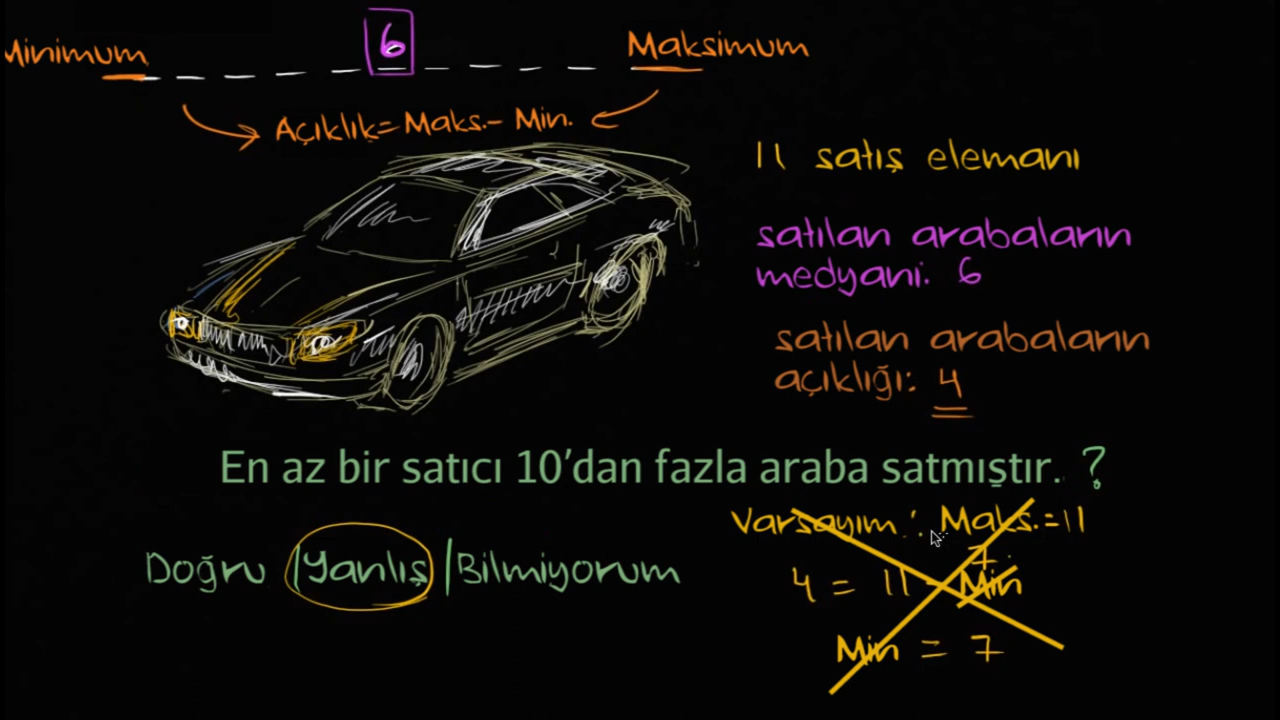 Minimum 6 Maksimum
Açıklık= Maks.- Min.
11 satış elemanı
satılan arabaların
medyanı: 6
satılan arabaların
açıklığı: 4
En az bir satıcı 10'dan fazla araba satmıştır. ?
Varsayım : Maks.=11
Doğru |Yanlış |Bilmiyorum
7
4 = 11 - Min
Min = 7